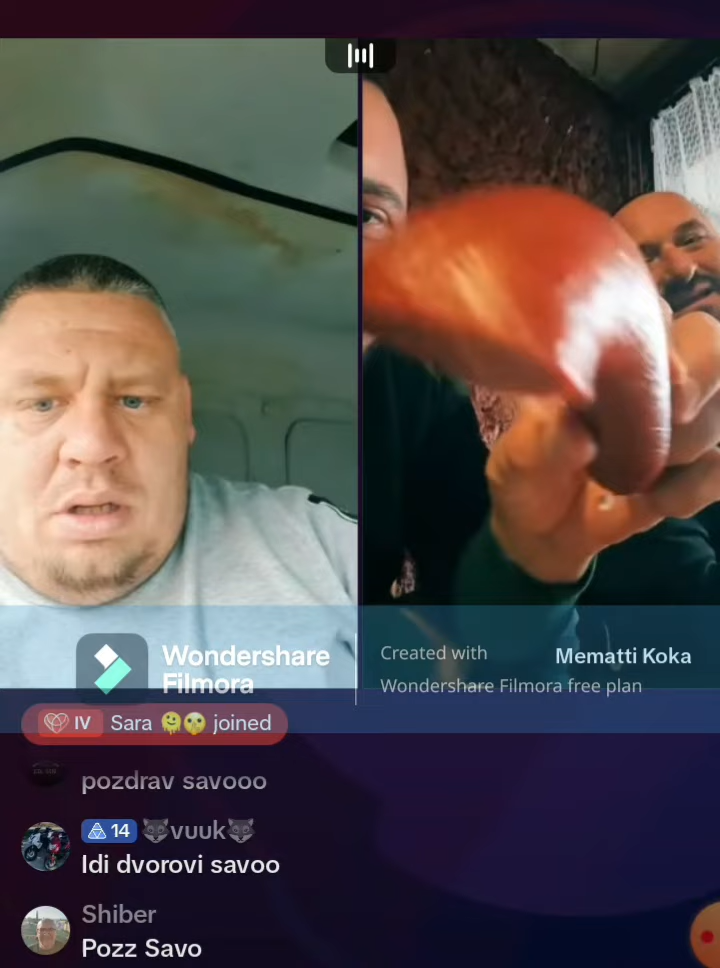 Wondershare
Filmora
Created with
Mematti Koka
Wondershare Filmora free plan
IV Sara 🫠🤢 joined
pozdrav savooo
14 🐺vuuk🐺
Idi dvorovi savoo
Shiber
Pozz Savo